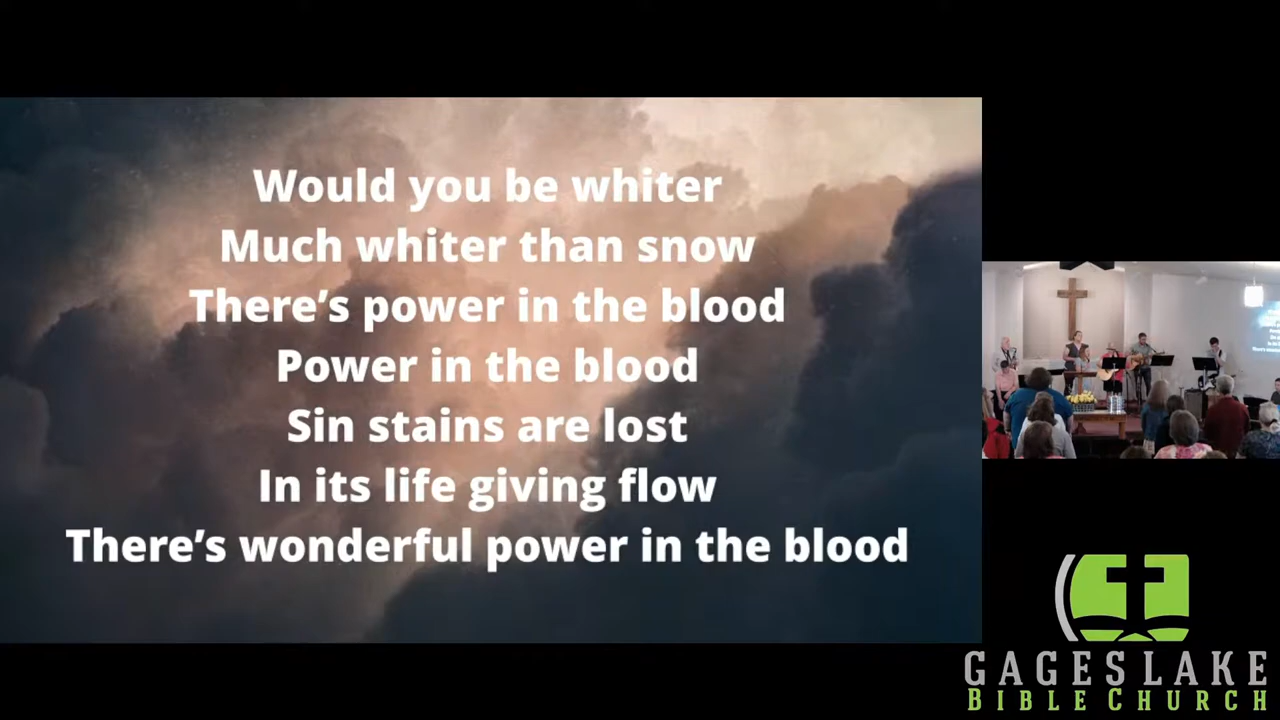 Would you be whiter
Much whiter than snow
There’s power in the blood
Power in the blood
Sin stains are lost
In its life giving flow
There’s wonderful power in the blood
GAGESLAKE
BIBLE CHURCH